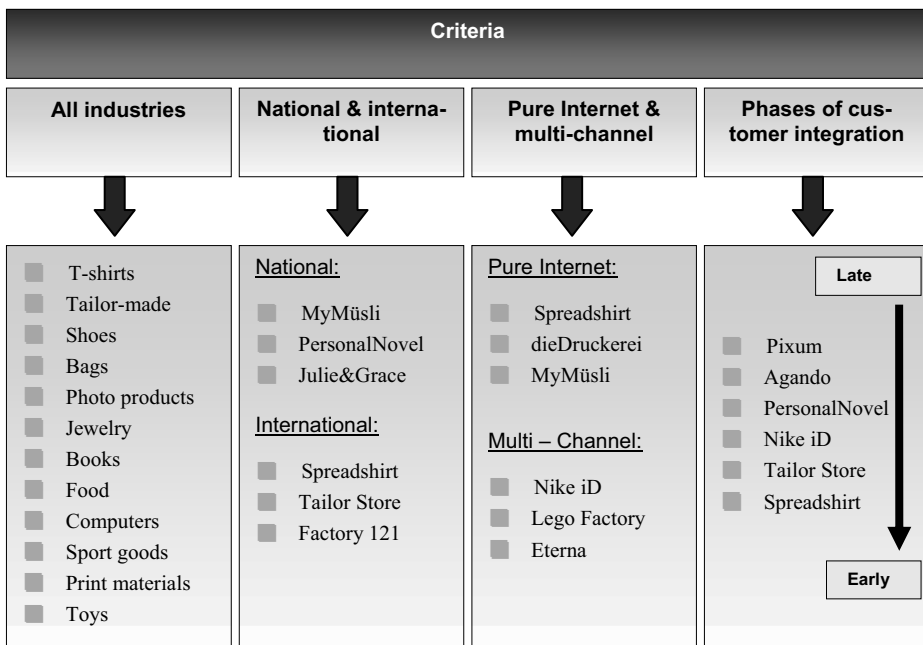 Criteria
All industries
National & interna-
tional
Pure Internet &
multi-channel
Phases of cus-
tomer integration
T-shirts
Tailor-made
Shoes
Bags
Photo products
Jewelry
Books
Food
Computers
Sport goods
Print materials
Toys
National:
MyMüsli
PersonalNovel
Julie&Grace
International:
Spreadshirt
Tailor Store
Factory 121
Pure Internet:
Spreadshirt
dieDruckerei
MyMüsli
Multi – Channel:
Nike iD
Lego Factory
Eterna
Late
Pixum
Agando
PersonalNovel
Nike iD
Tailor Store
Spreadshirt
Early